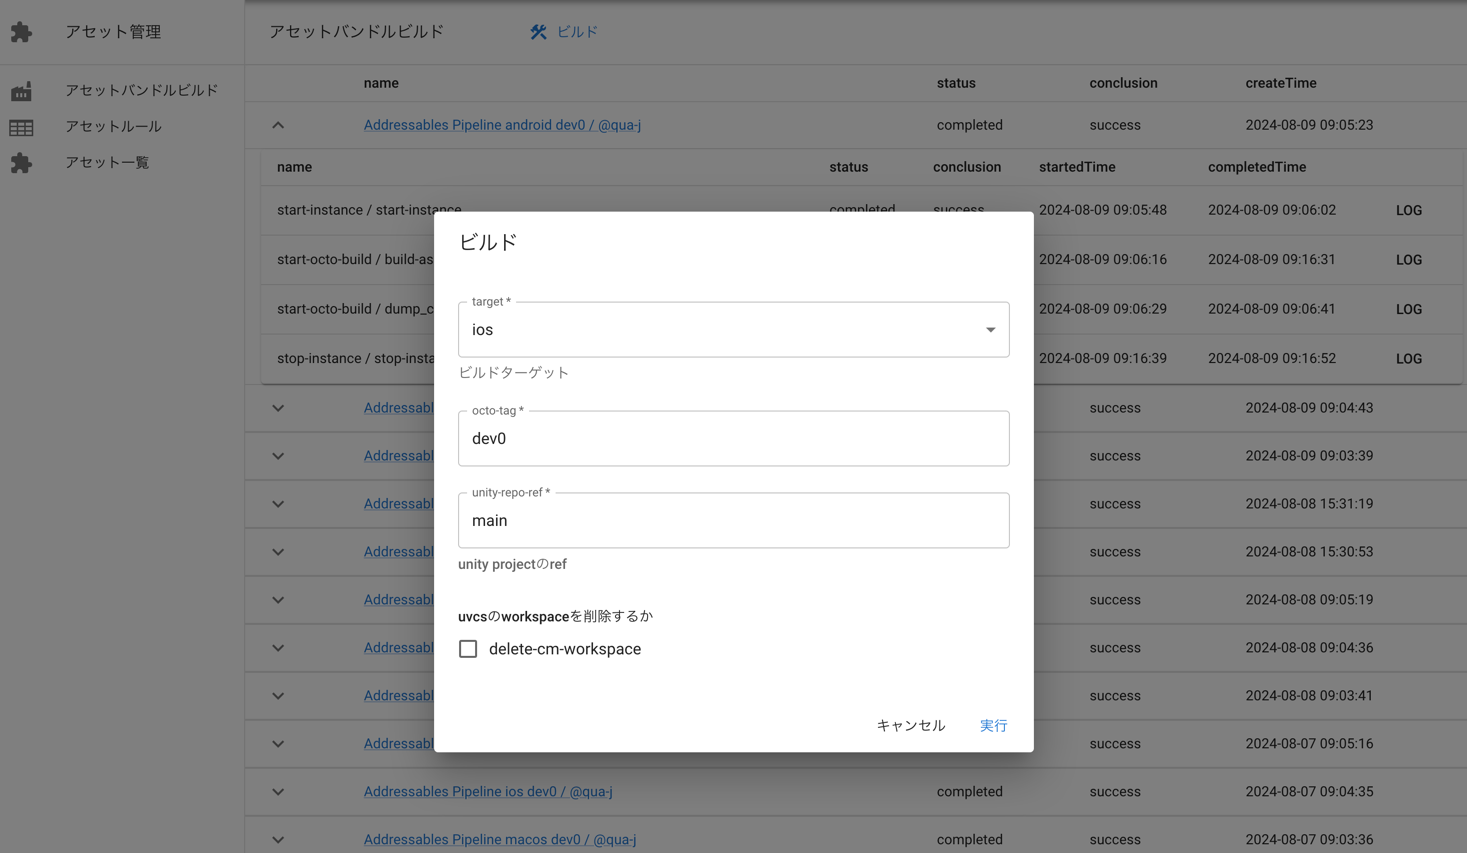 アセット管理
アセットバンドルビルド
ビルド
アセットバンドルビルド
アセットルール
アセット一覧
name status conclusion createTime
Addressables Pipeline android dev0 / @qua-j completed success 2024-08-09 09:05:23
name status conclusion startedTime completedTime
start-instance / start-instance completed success 2024-08-09 09:05:48 2024-08-09 09:06:02 LOG
start-octo-build / build-as 2024-08-09 09:06:16 2024-08-09 09:16:31 LOG
start-octo-build / dump_c 2024-08-09 09:06:29 2024-08-09 09:06:41 LOG
stop-instance / stop-insta 2024-08-09 09:16:39 2024-08-09 09:16:52 LOG
Addressabl success 2024-08-09 09:04:43
Addressabl success 2024-08-09 09:03:39
Addressabl success 2024-08-08 15:31:19
Addressabl success 2024-08-08 15:30:53
Addressabl success 2024-08-08 09:05:19
Addressabl success 2024-08-08 09:04:36
Addressabl success 2024-08-08 09:03:41
Addressabl success 2024-08-07 09:05:16
Addressables Pipeline ios dev0 / @qua-j completed success 2024-08-07 09:04:35
Addressables Pipeline macos dev0 / @qua-j completed success 2024-08-07 09:03:36
ビルド
target *
ios
ビルドターゲット
octo-tag *
dev0
unity-repo-ref *
main
unity projectのref
uvcsのworkspaceを削除するか
delete-cm-workspace
キャンセル 実行